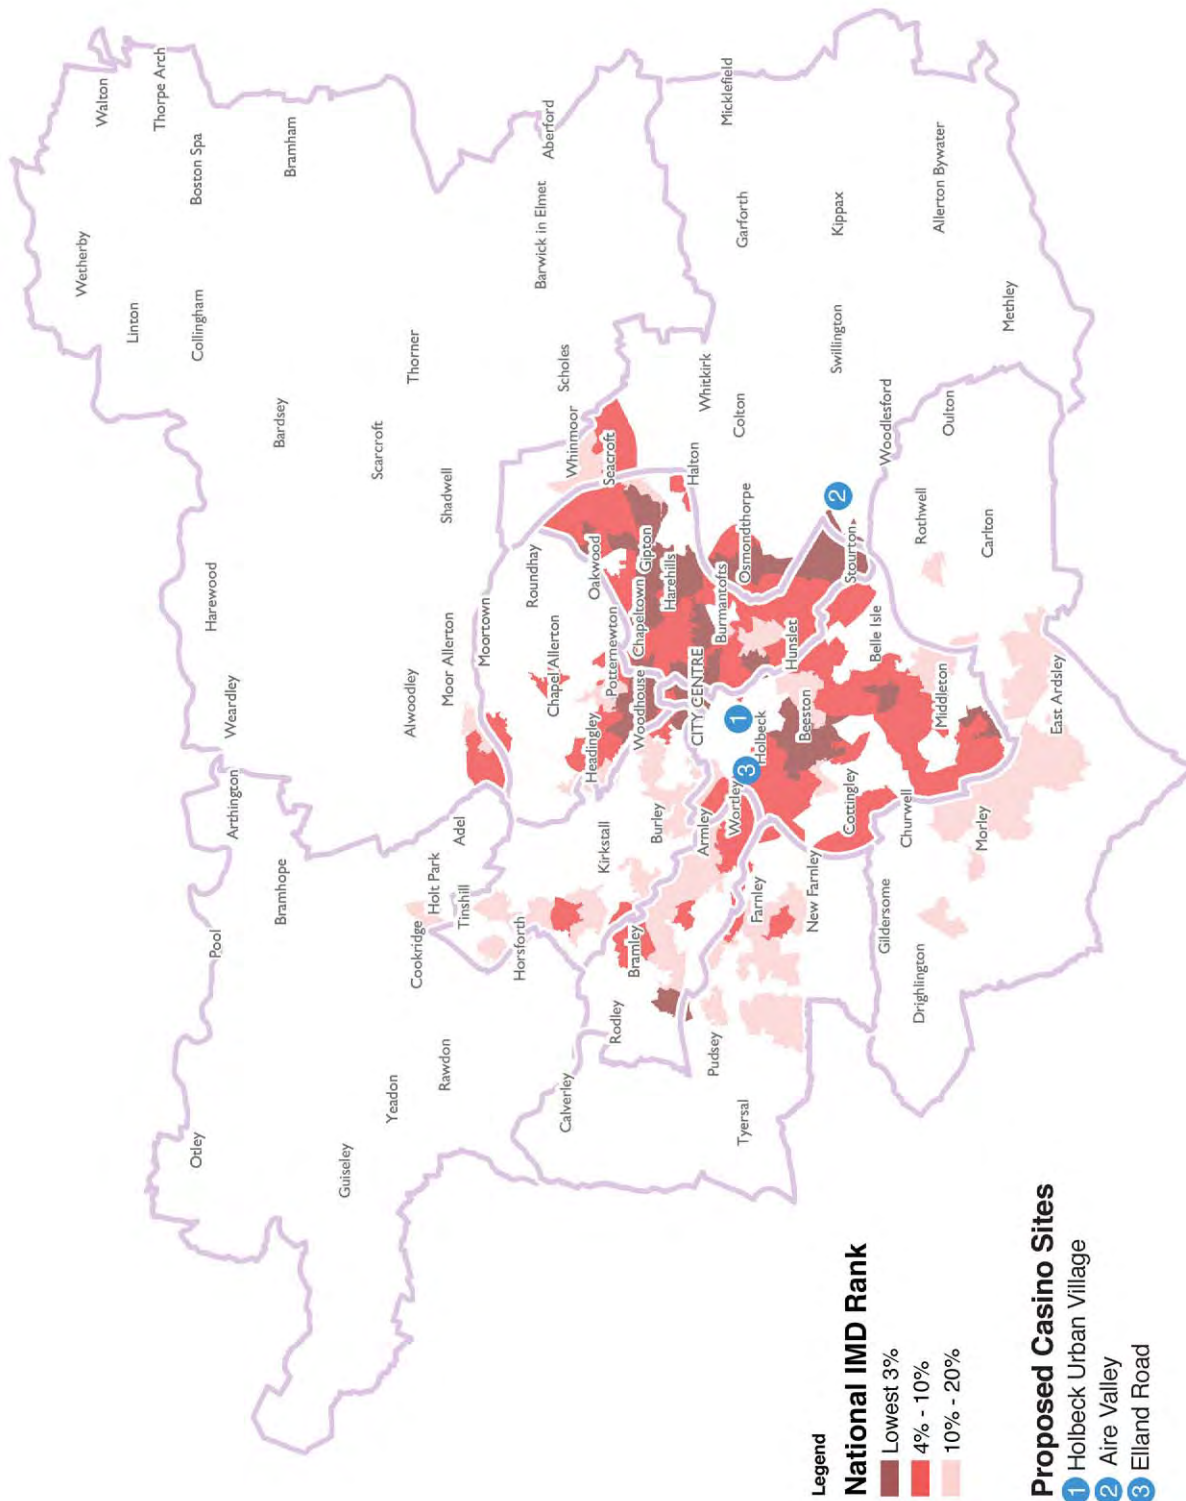 Otley
Pool
Arthington
Weardley
Harewood
Linton
Wetherby
Walton
Thorpe Arch
Collingham
Boston Spa
Bramham
Bardsey
Bramhope
Guiseley
Yeadon
Rawdon
Cookridge
Holt Park
Tinshill
Adel
Alwoodley
Moor Allerton
Shadwell
Scarcroft
Thorner
Moortown
Horsforth
Roundhay
Chapel Allerton
Barwick in Elmet
Aberford
Scholes
Whinmoor
Seacroft
Calverley
Rodley
Bramley
Kirkstall
Headingley
Potternewton
Oakwood
Gipton
Chapeltown
Harehills
Woodhouse
Burley
CITY CENTRE
Burmantofts
Halton
Whitkirk
Colton
Garforth
Micklefield
Pudsey
Tyersal
Armley
Wortley
Farnley
Holbeck
Osmondthorpe
1
2
3
New Farnley
Beeston
Hunslet
Stourton
Swillington
Kippax
Cottingley
Churwell
Belle Isle
Woodlesford
Gildersome
Drighlington
Morley
Middleton
Rothwell
Oulton
Allerton Bywater
Carlton
Methley
East Ardsley
Legend
National IMD Rank
Lowest 3%
4% - 10%
10% - 20%
Proposed Casino Sites
1 Holbeck Urban Village
2 Aire Valley
3 Elland Road